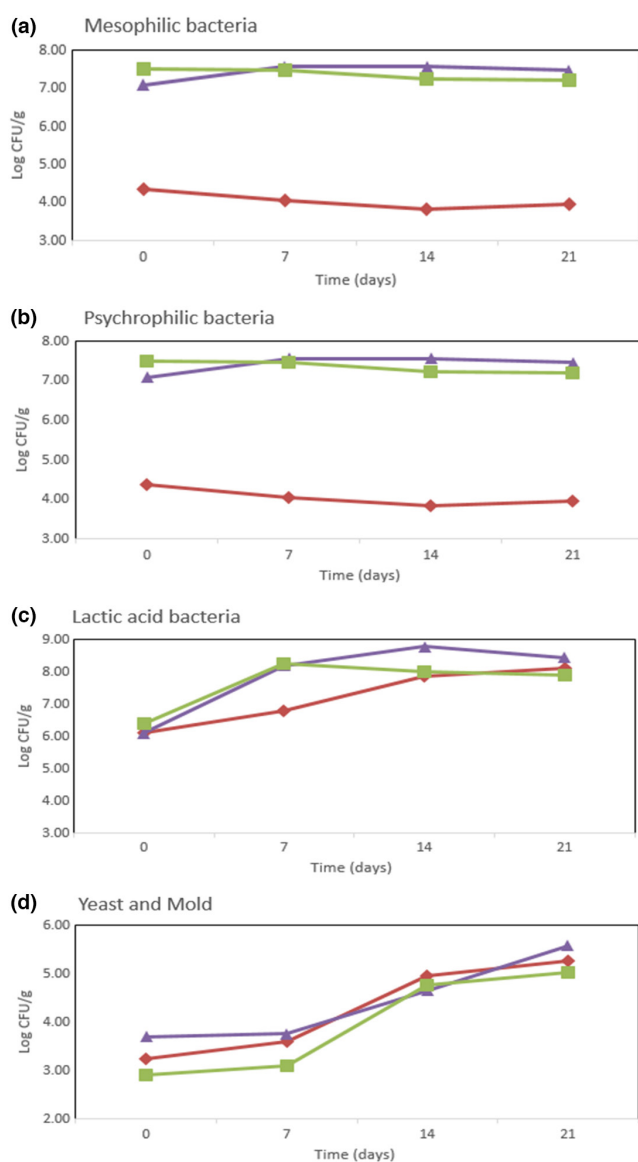 (a)
Mesophilic bacteria
8.00
7.00
6.00
5.00
4.00
3.00
Log CFU/g
0 7 14 21
Time (days)
(b)
Psychrophilic bacteria
8.00
7.00
6.00
5.00
4.00
3.00
Log CFU/g
0 7 14 21
Time (days)
(c)
Lactic acid bacteria
9.00
8.00
7.00
6.00
5.00
4.00
3.00
Log CFU/g
0 7 14 21
Time (days)
(d)
Yeast and Mold
6.00
5.00
4.00
3.00
2.00
Log CFU/g
0 7 14 21
Time (days)